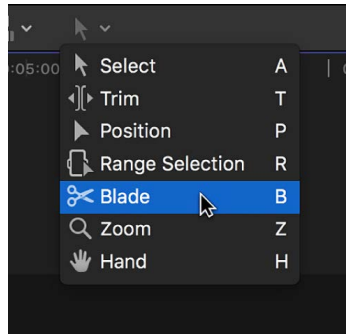 :05:00
Select A
Trim T
Position P
Range Selection R
Blade B
Zoom Z
Hand H